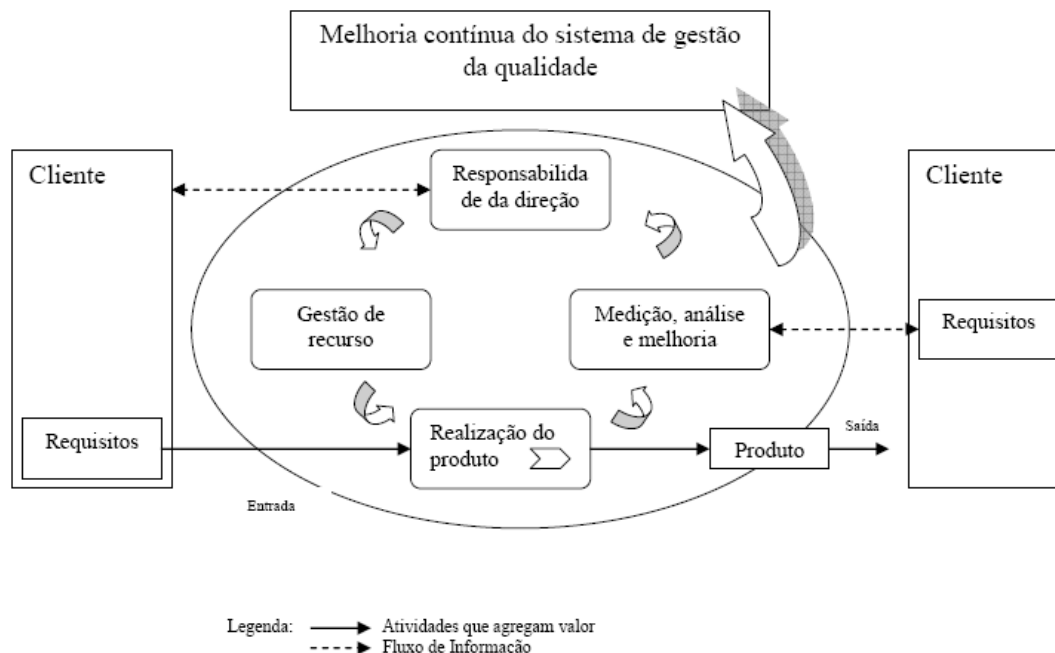 Melhoria contínua do sistema de gestão
da qualidade
Cliente
Responsabilida
de da direção
Cliente
Gestão de
recurso
Medição, análise
e melhoria
Requisitos
Requisitos
Realização do
produto
Produto
Saída
Entrada
Legenda:
Atividades que agregam valor
Fluxo de Informação